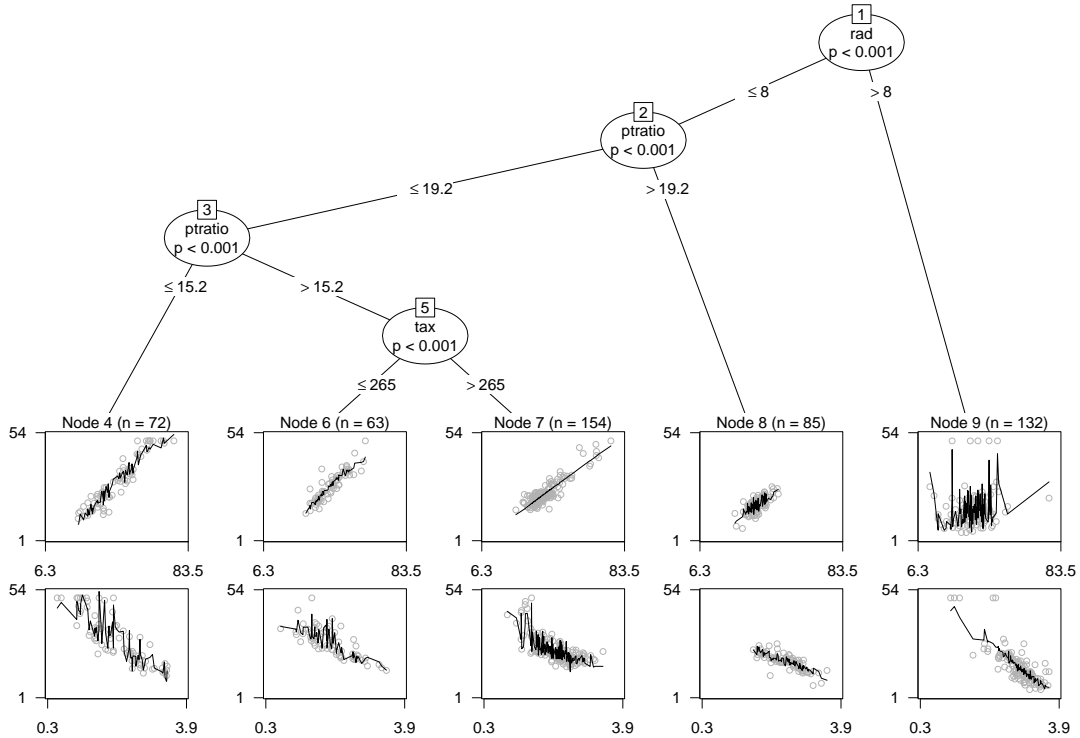 1
rad
p < 0.001
≤ 8
> 8
2
ptratio
p < 0.001
≤ 19.2
> 19.2
3
ptratio
p < 0.001
≤ 15.2
> 15.2
5
tax
p < 0.001
≤ 265
> 265
Node 4 (n = 72)
Node 6 (n = 63)
Node 7 (n = 154)
Node 8 (n = 85)
Node 9 (n = 132)
54 54 54 54 54
1 1 1 1 1
6.3 83.5 6.3 83.5 6.3 83.5 6.3 83.5 6.3 83.5
54 54 54 54 54
1 1 1 1 1
0.3 3.9 0.3 3.9 0.3 3.9 0.3 3.9 0.3 3.9